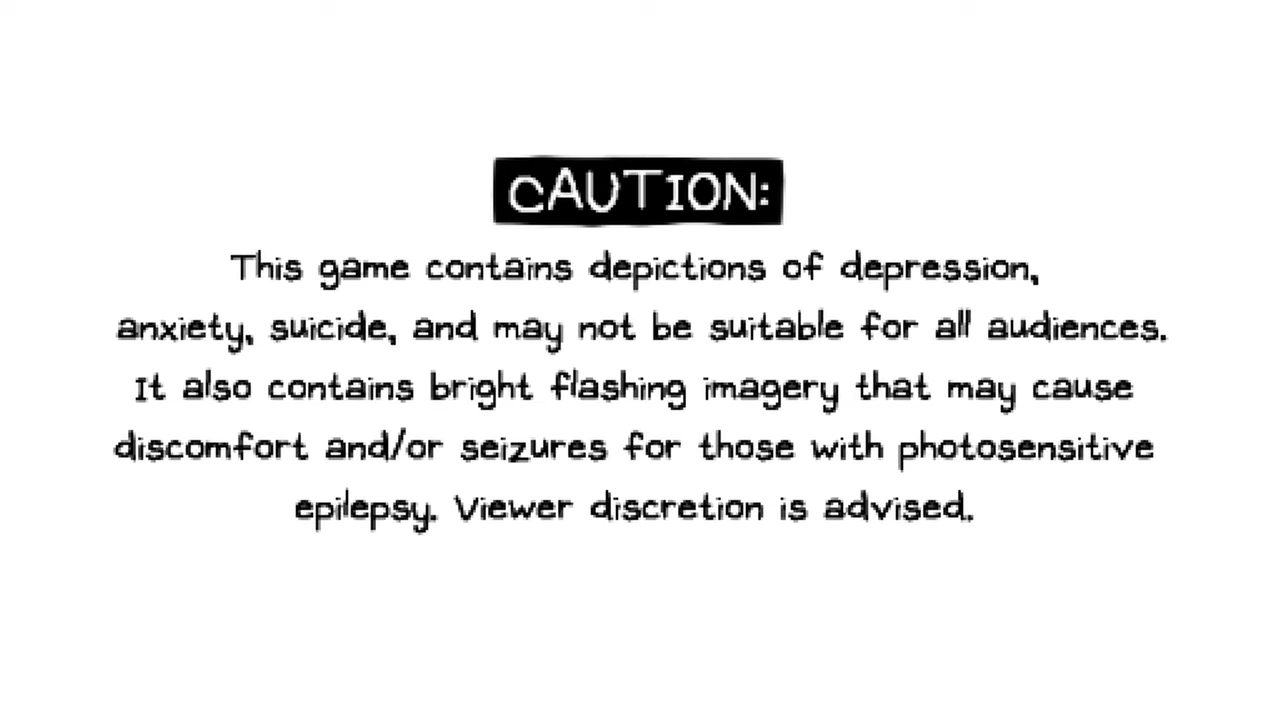 CAUTION:
This game contains depictions of depression,
anxiety, suicide, and may not be suitable for all audiences.
It also contains bright flashing imagery that may cause
discomfort and/or seizures for those with photosensitive
epilepsy. Viewer discretion is advised.